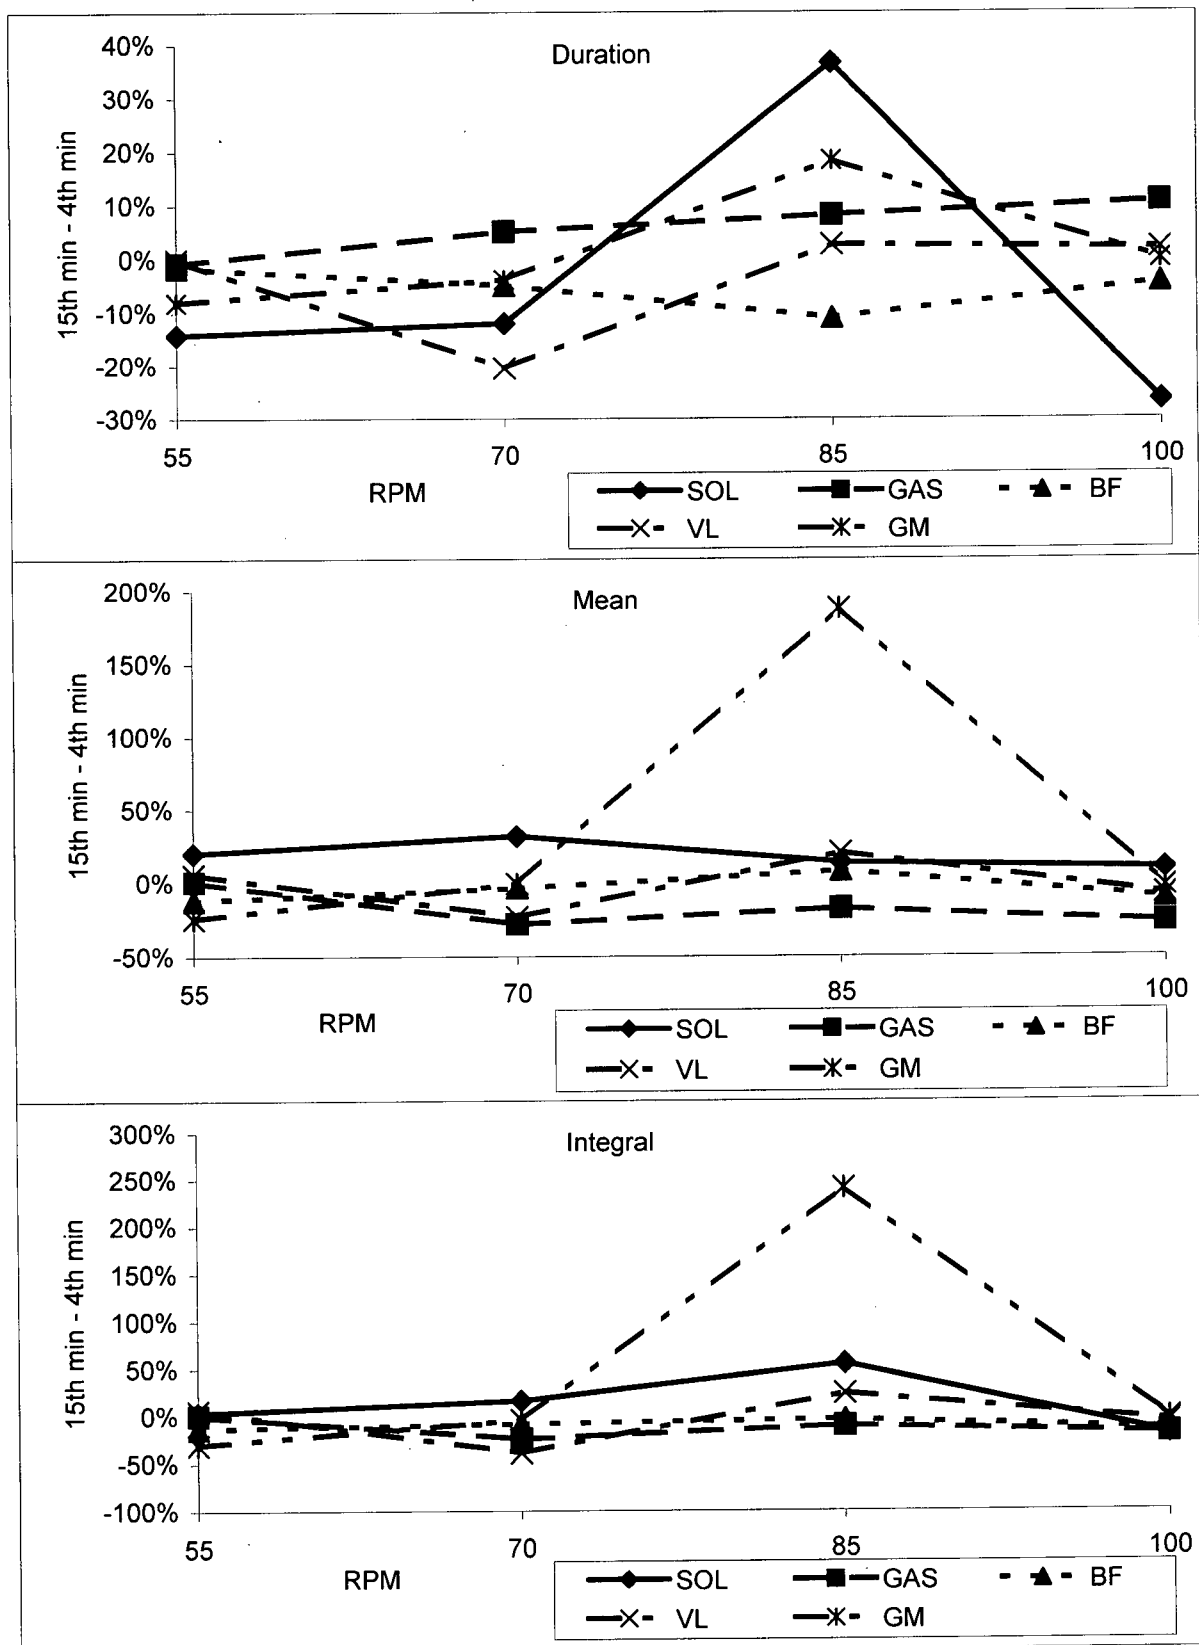 Duration
40%
30%
20%
10%
0%
-10%
-20%
-30%
15th min - 4th min
55 70 85 100
RPM
SOL GAS BF
VL GM
Mean
200%
150%
100%
50%
0%
-50%
15th min - 4th min
55 70 85 100
RPM
SOL GAS BF
VL GM
Integral
300%
250%
200%
150%
100%
50%
0%
-50%
-100%
15th min - 4th min
55 70 85 100
RPM
SOL GAS BF
VL GM